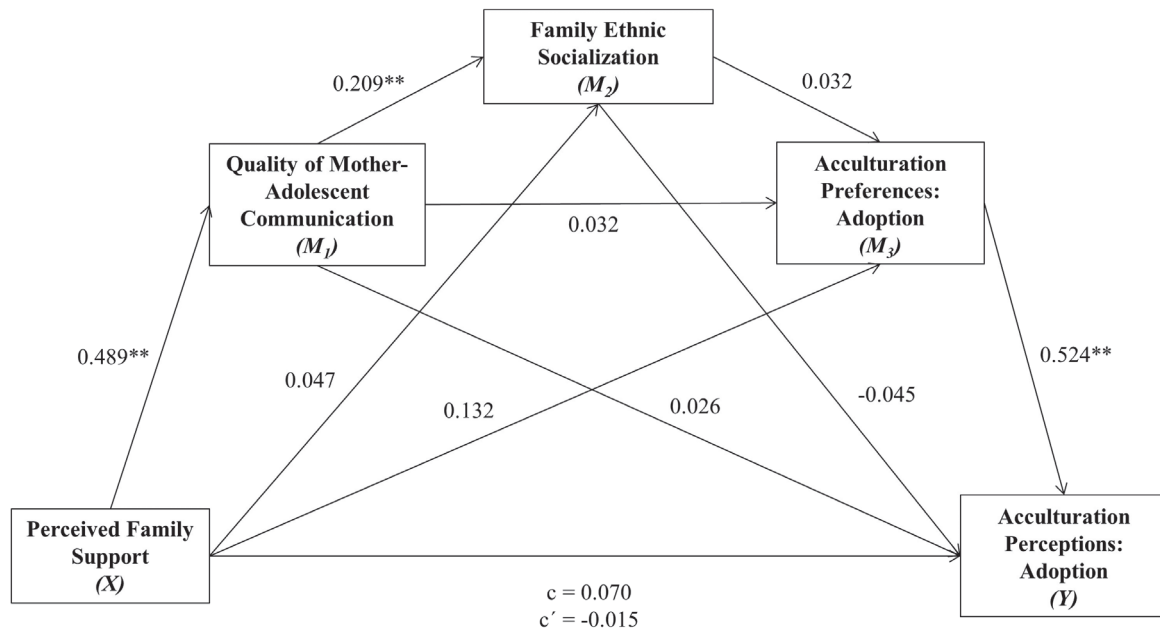 Family Ethnic
Socialization
(M2)
0.209**
0.032
Quality of Mother-
Adolescent
Communication
(M1)
Acculturation
Preferences:
Adoption
(M3)
0.032
0.489**
0.047
0.132
0.026
-0.045
0.524**
Perceived Family
Support
(X)
Acculturation
Perceptions:
Adoption
(Y)
c = 0.070
c´ = -0.015